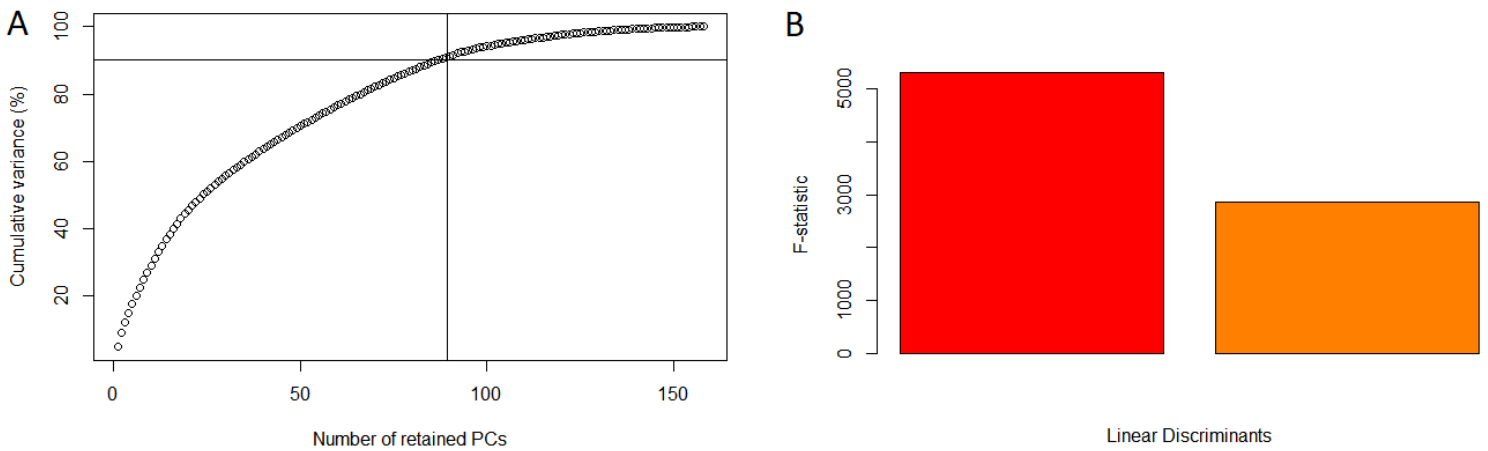 A
Cumulative variance (%)
100
80
60
40
20
0 50 100 150
Number of retained PCs
B
F-statistic
5000
3000
1000
0
Linear Discriminants